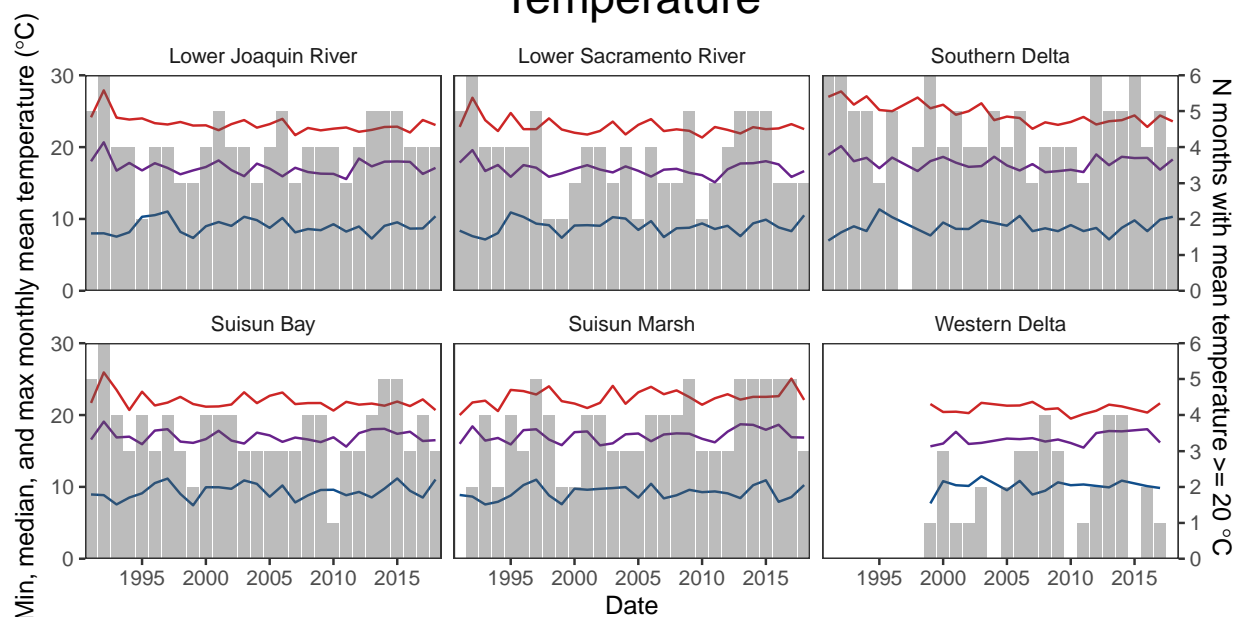 Temperature
Min, median, and max monthly mean temperature (°C)
Lower Joaquin River
Lower Sacramento River
Southern Delta
30
20
10
0
6
5
4
3
2
1
0
N months with mean temperature >= 20 °C
Suisun Bay
Suisun Marsh
Western Delta
30
20
10
0
6
5
4
3
2
1
0
1995 2000 2005 2010 2015
1995 2000 2005 2010 2015
1995 2000 2005 2010 2015
Date